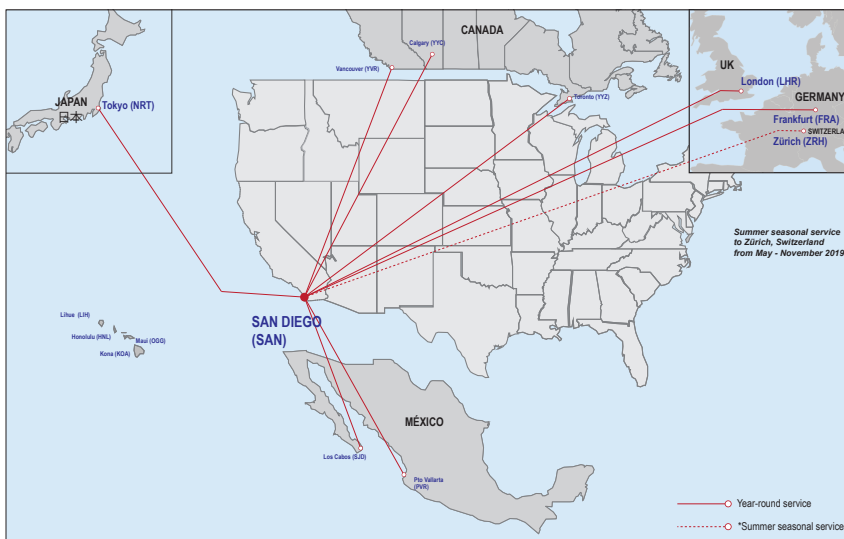 CANADA
Calgary (YYC)
Vancouver (YVR)
UK
London (LHR)
GERMANY
Frankfurt (FRA)
SWITZERLA
Zürich (ZRH)
JAPAN
日本
Tokyo (NRT)
Toronto (YYZ)
Summer seasonal service
to Zürich, Switzerland
from May - November 2019
SAN DIEGO
(SAN)
Lihue (LIH)
Honolulu (HNL)
Maui (OGG)
Kona (KOA)
MÉXICO
Los Cabos (SJD)
Pto Vallarta
(PVR)
Year-round service
*Summer seasonal service